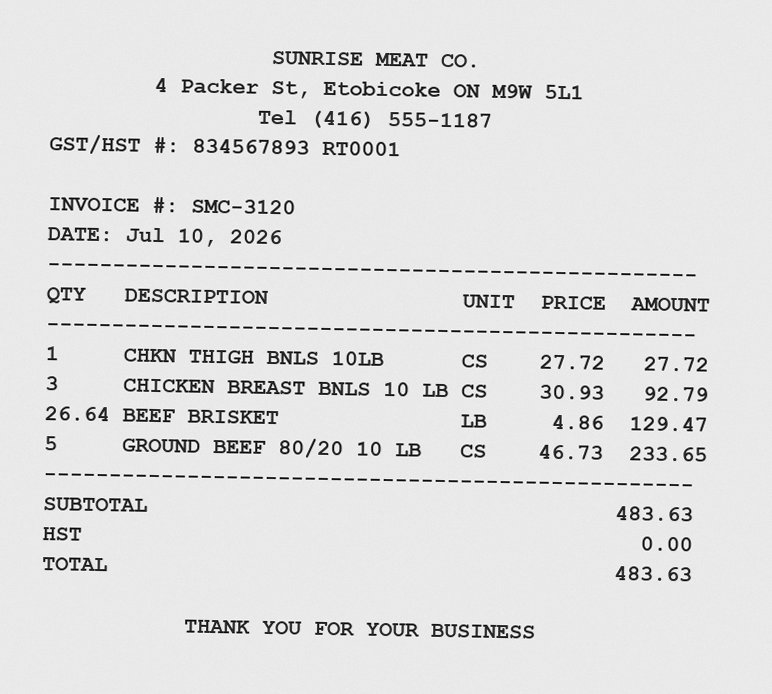 SUNRISE MEAT CO.
4 Packer St, Etobicoke ON M9W 5L1
Tel (416) 555-1187
GST/HST #: 834567893 RT0001
INVOICE #: SMC-3120
DATE: Jul 10, 2026
--------------------------------------------------
QTY DESCRIPTION UNIT PRICE AMOUNT
--------------------------------------------------
1 CHKN THIGH BNLS 10LB CS 27.72 27.72
3 CHICKEN BREAST BNLS 10 LB CS 30.93 92.79
26.64 BEEF BRISKET LB 4.86 129.47
5 GROUND BEEF 80/20 10 LB CS 46.73 233.65
--------------------------------------------------
SUBTOTAL 483.63
HST 0.00
TOTAL 483.63
THANK YOU FOR YOUR BUSINESS